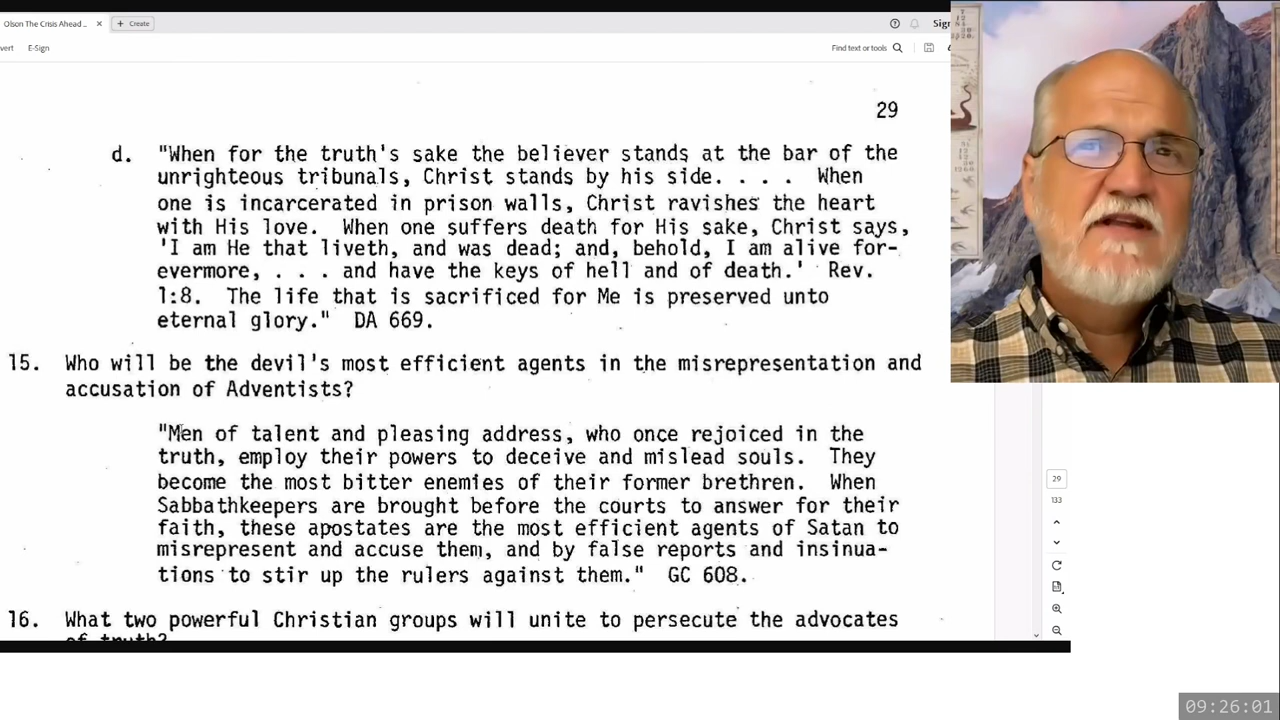 Olson The Crisis Ahead ..
Create
Sign
vert
E-Sign
Find text or tools
29
d. "When for the truth's sake the believer stands at the bar of the
unrighteous tribunals, Christ stands by his side. . . . When
one is incarcerated in prison walls, Christ ravishes the heart
with His love. When one suffers death for His sake, Christ says,
'I am He that liveth, and was dead; and, behold, I am alive for-
evermore, . . . and have the keys of hell and of death.' Rev.
1:8. The life that is sacrificed for Me is preserved unto
eternal glory." DA 669.
15. Who will be the devil's most efficient agents in the misrepresentation and
accusation of Adventists?
"Men of talent and pleasing address, who once rejoiced in the
truth, employ their powers to deceive and mislead souls. They
become the most bitter enemies of their former brethren. When
Sabbathkeepers are brought before the courts to answer for their
faith, these apostates are the most efficient agents of Satan to
misrepresent and accuse them, and by false reports and insinua-
tions to stir up the rulers against them." GC 608.
16. What two powerful Christian groups will unite to persecute the advocates
of truth?
29
133
09:26:01